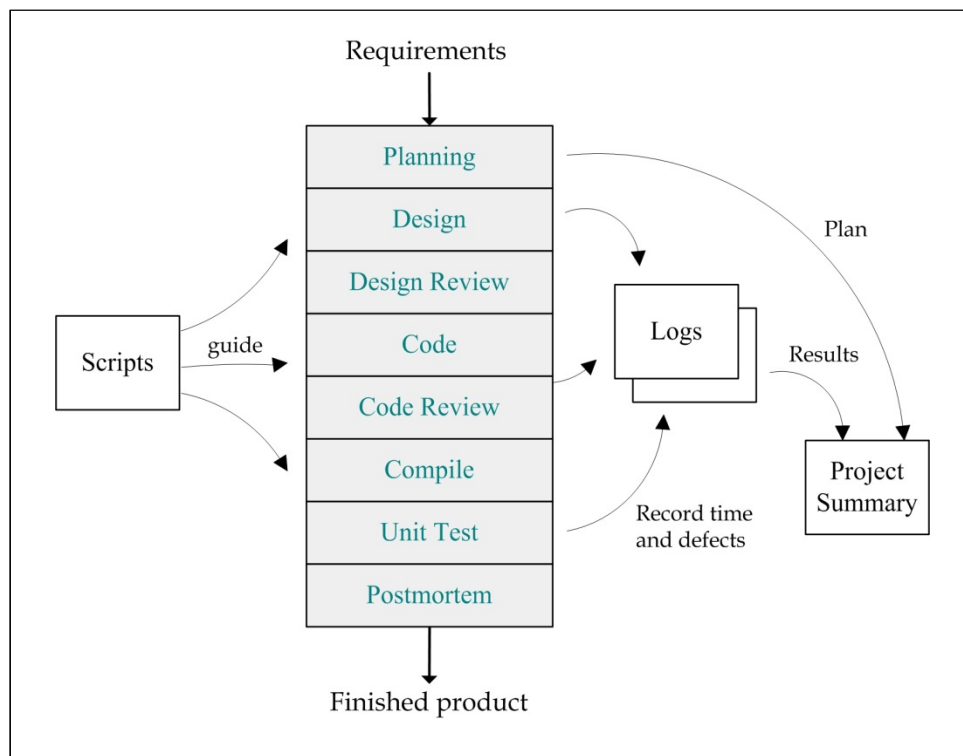 Requirements
Planning
Design
Design Review
Code
Code Review
Compile
Unit Test
Postmortem
Finished product
Scripts
guide
Logs
Plan
Results
Record time
and defects
Project
Summary